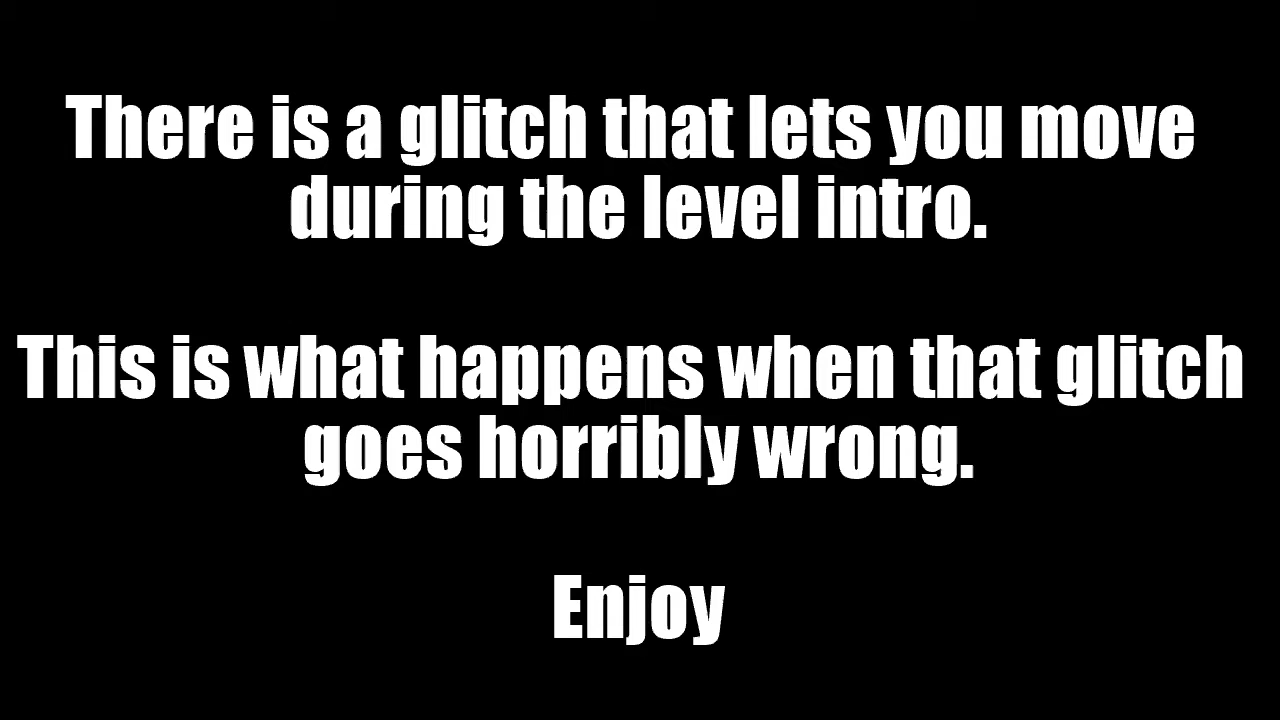 There is a glitch that lets you move
during the level intro.
This is what happens when that glitch
goes horribly wrong.
Enjoy